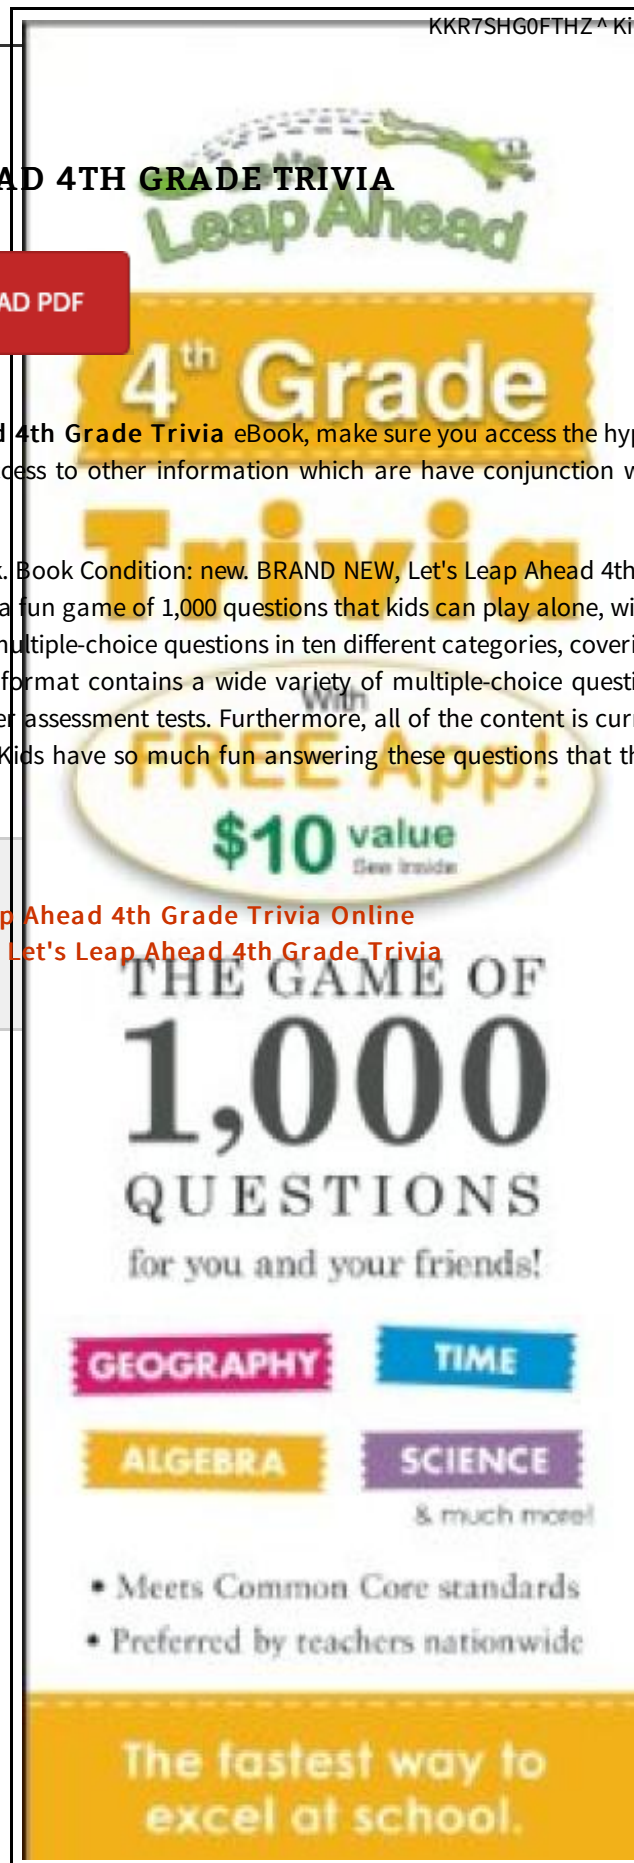 KKR7SHG0FTHZ ^ Ki
Let's
AD 4TH GRADE TRIVIA
Leap Ahead
AD PDF
4th Grade
d 4th Grade Trivia eBook, make sure you access the hyp
cess to other information which are have conjunction w
Trivia
k. Book Condition: new. BRAND NEW, Let's Leap Ahead 4th
a fun game of 1,000 questions that kids can play alone, wi
multiple-choice questions in ten different categories, coveri
format contains a wide variety of multiple-choice questi
With
er assessment tests. Furthermore, all of the content is curr
Kids have so much fun answering these questions that th
FREE App!
$10 value
See Inside
p Ahead 4th Grade Trivia Online
Let's Leap Ahead 4th Grade Trivia
THE GAME OF
1,000
QUESTIONS
for you and your friends!
GEOGRAPHY TIME
ALGEBRA SCIENCE
& much more!
• Meets Common Core standards
• Preferred by teachers nationwide
The fastest way to
excel at school.